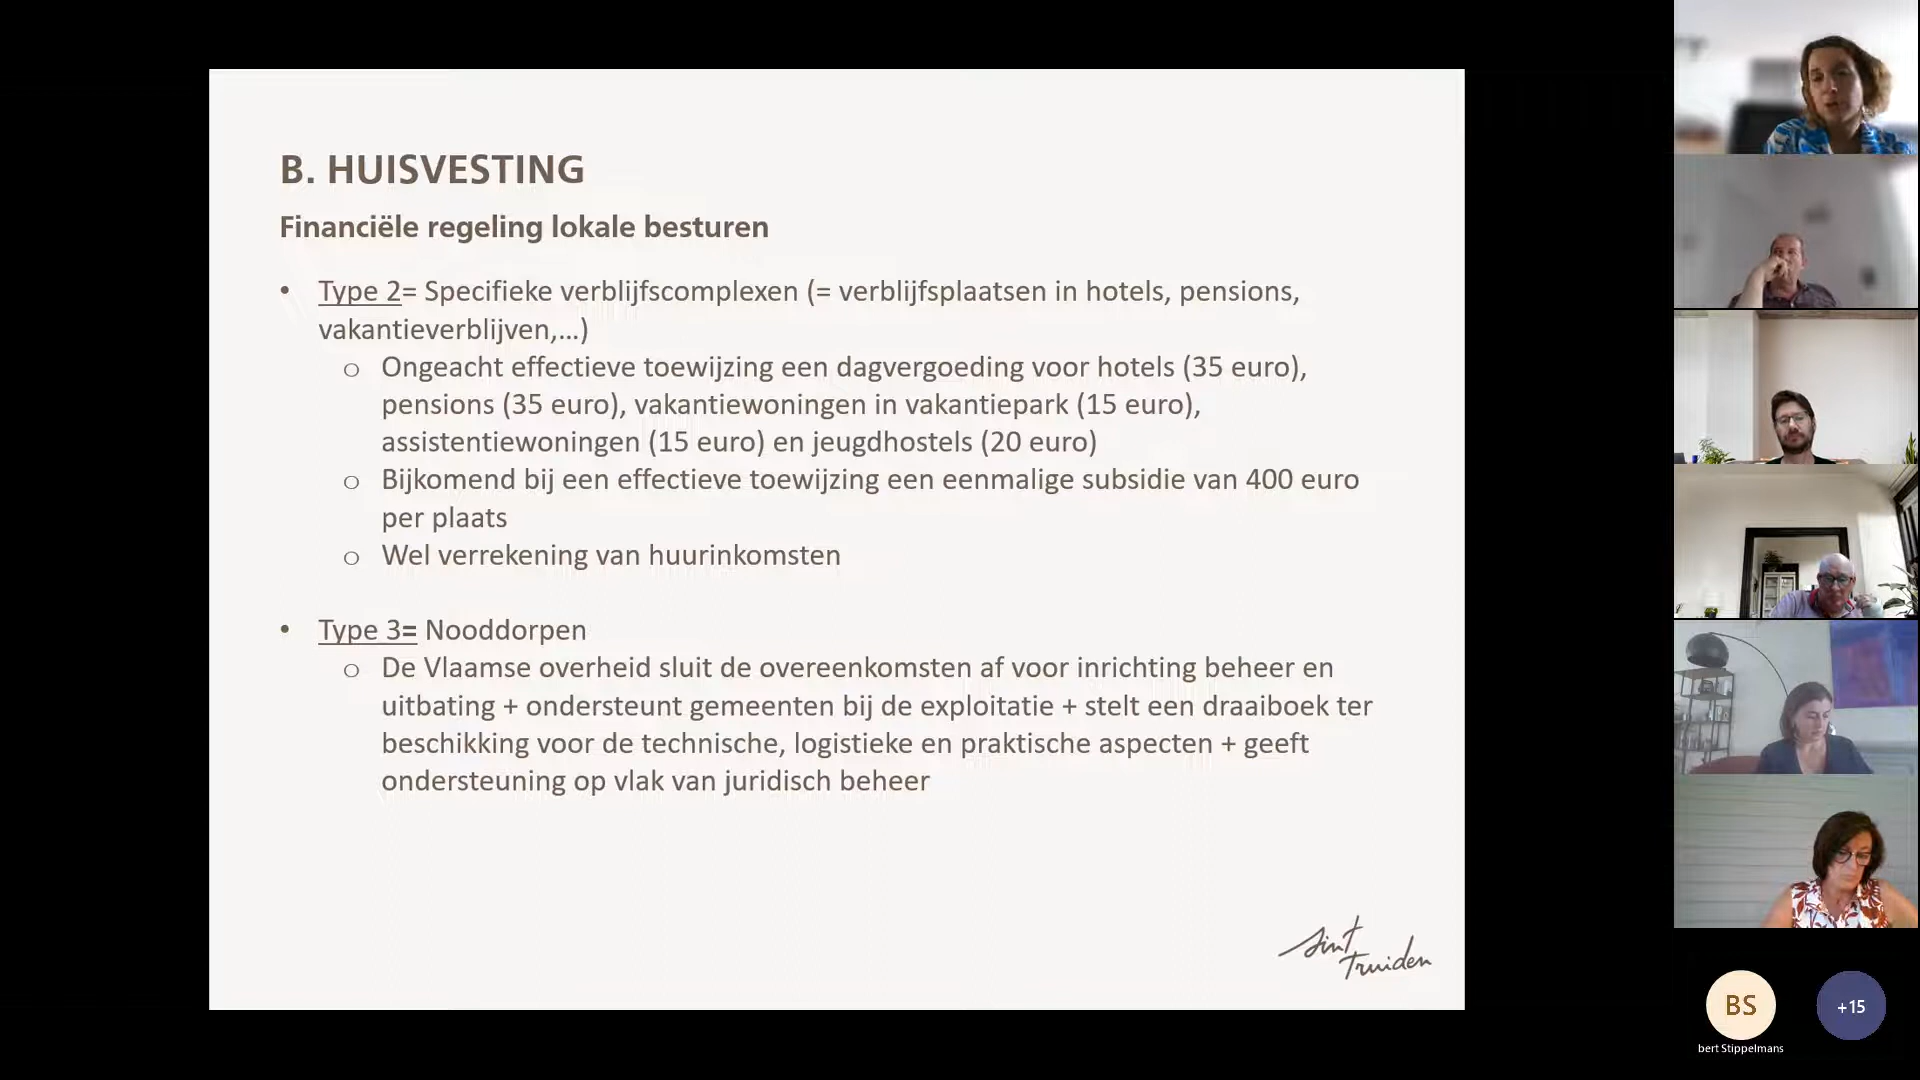 B. HUISVESTING
Financiële regeling lokale besturen
• Type 2= Specifieke verblijfscomplexen (= verblijfsplaatsen in hotels, pensions,
vakantieverblijven,...)
o Ongeacht effectieve toewijzing een dagvergoeding voor hotels (35 euro),
pensions (35 euro), vakantiewoningen in vakantiepark (15 euro),
assistentiewoningen (15 euro) en jeugdhostels (20 euro)
o Bijkomend bij een effectieve toewijzing een eenmalige subsidie van 400 euro
per plaats
o Wel verrekening van huurinkomsten
• Type 3= Nooddorpen
o De Vlaamse overheid sluit de overeenkomsten af voor inrichting beheer en
uitbating + ondersteunt gemeenten bij de exploitatie + stelt een draaiboek ter
beschikking voor de technische, logistieke en praktische aspecten + geeft
ondersteuning op vlak van juridisch beheer
Sint
Truiden
BS
+15
bert Stippelmans